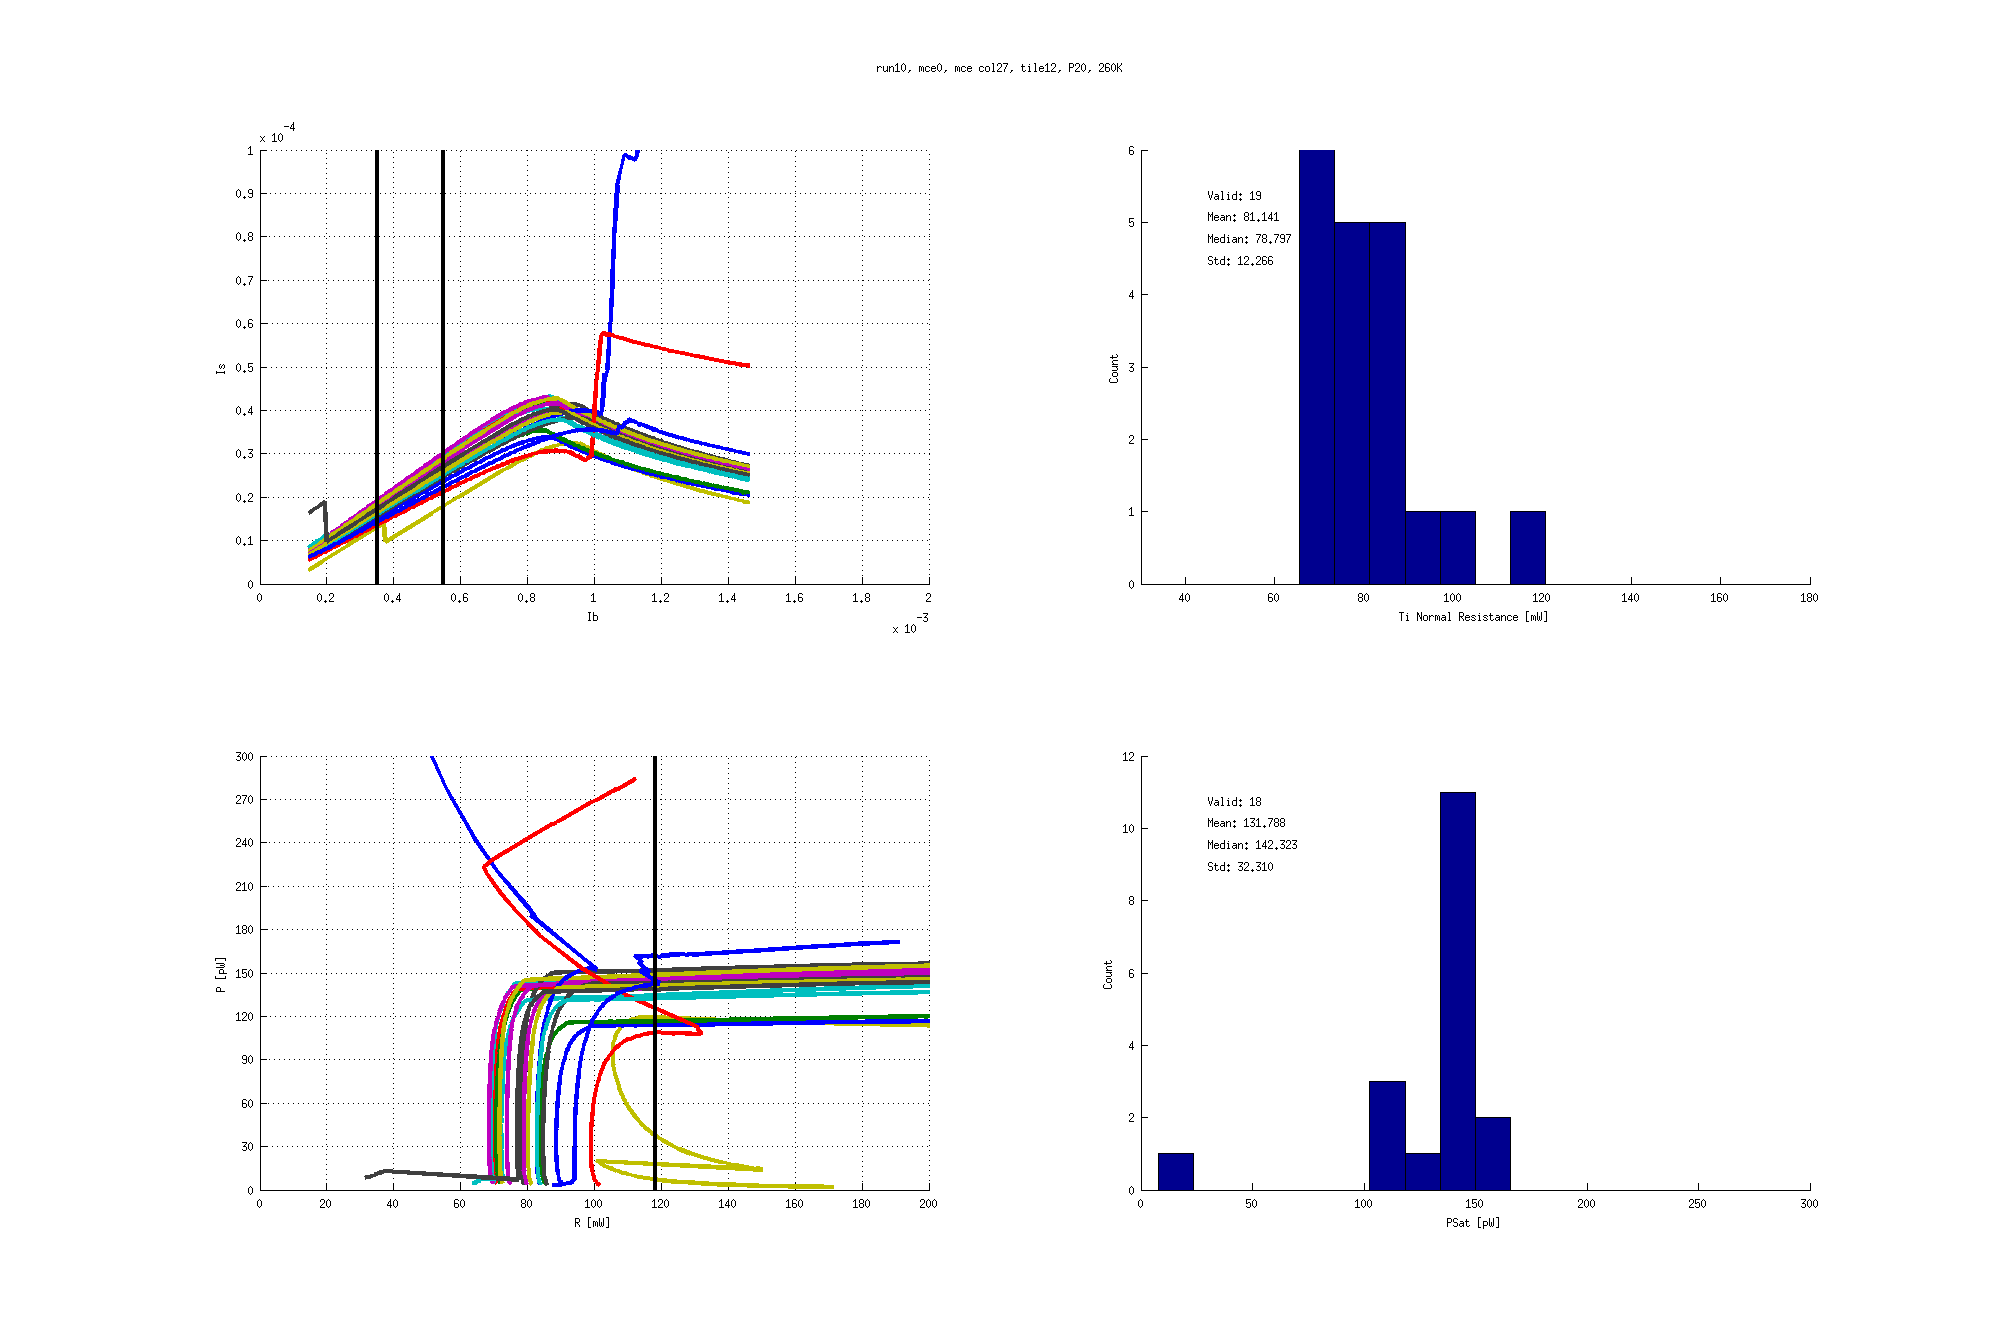 run10, mce0, mce col27, tile12, P20, 260K
x 10^-4
1
0.9
0.8
0.7
0.6
0.5
0.4
0.3
0.2
0.1
0
Is
0 0.2 0.4 0.6 0.8 1 1.2 1.4 1.6 1.8 2
Ib
x 10^-3
6
5
4
3
2
1
0
Count
Valid: 19
Mean: 81.141
Median: 78.797
Std: 12.266
40 60 80 100 120 140 160 180
Ti Normal Resistance [mW]
300
270
240
210
180
150
120
90
60
30
0
P [pW]
0 20 40 60 80 100 120 140 160 180 200
R [mW]
12
10
8
6
4
2
0
Count
Valid: 18
Mean: 131.788
Median: 142.323
Std: 32.310
0 50 100 150 200 250 300
PSat [pW]